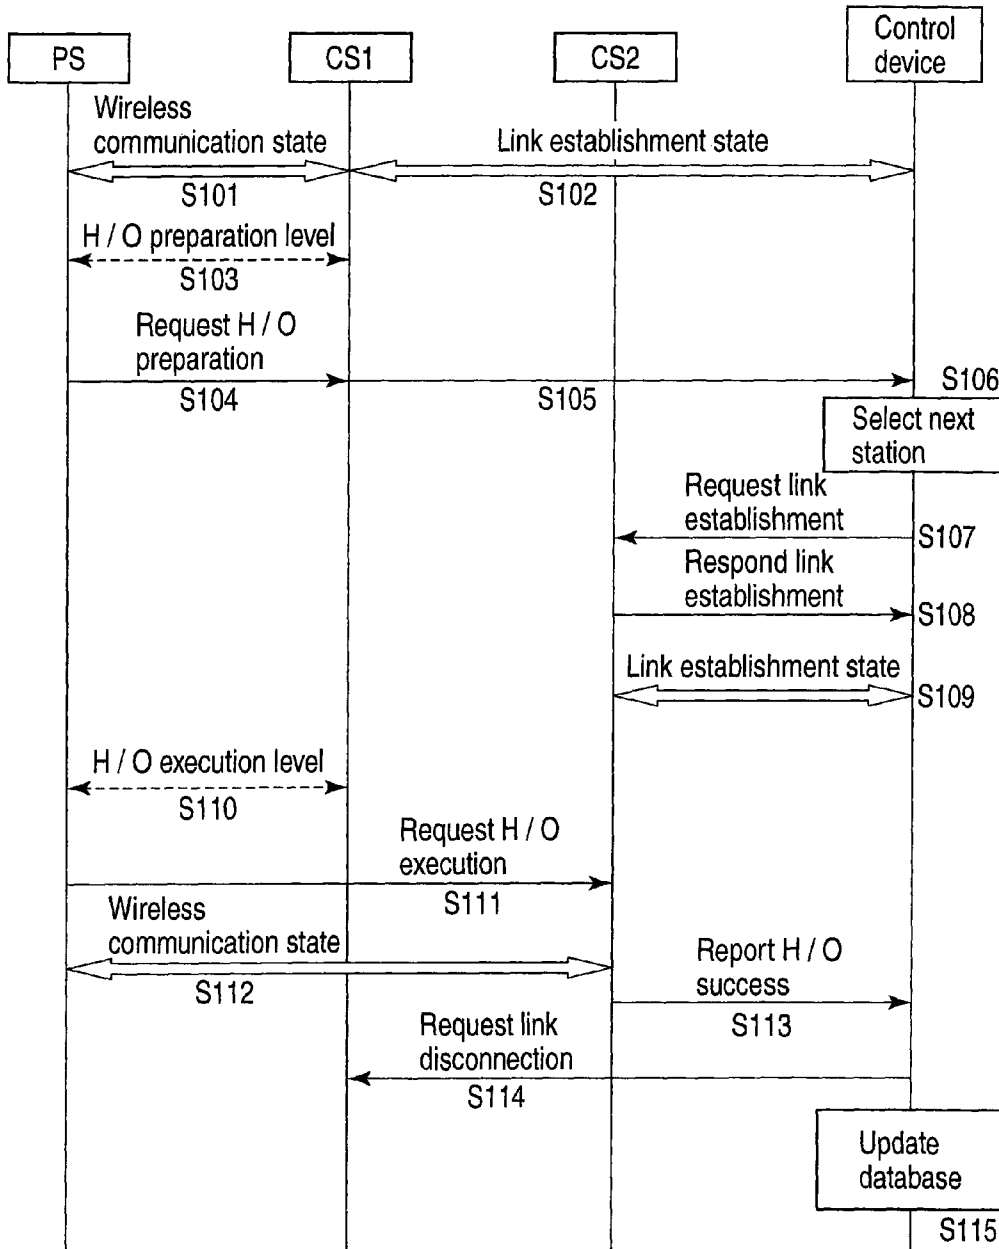 PS
CS1
CS2
Control
device
Wireless
communication state
Link establishment state
S101
S102
H / O preparation level
S103
Request H / O
preparation
S104
S105
S106
Select next
station
Request link
establishment
S107
Respond link
establishment
S108
Link establishment state
S109
H / O execution level
S110
Request H / O
execution
S111
Wireless
communication state
S112
Report H / O
success
S113
Request link
disconnection
S114
Update
database
S115